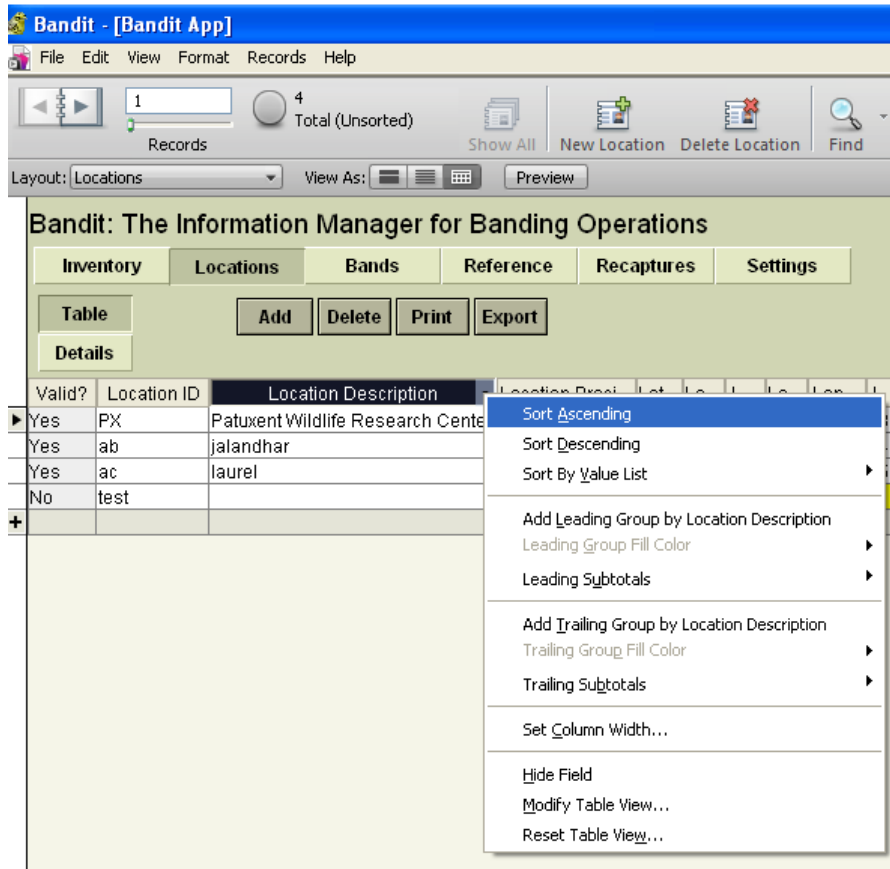 Bandit - [Bandit App]
File Edit View Format Records Help
1
4
Total (Unsorted)
Records
Show All New Location Delete Location Find
Layout: Locations View As: Preview
Bandit: The Information Manager for Banding Operations
Inventory Locations Bands Reference Recaptures Settings
Table Add Delete Print Export
Details
Valid? Location ID Location Description
Yes PX Patuxent Wildlife Research Cente
Yes ab jalandhar
Yes ac laurel
No test
Sort Ascending
Sort Descending
Sort By Value List
Add Leading Group by Location Description
Leading Group Fill Color
Leading Subtotals
Add Trailing Group by Location Description
Trailing Group Fill Color
Trailing Subtotals
Set Column Width...
Hide Field
Modify Table View...
Reset Table View...